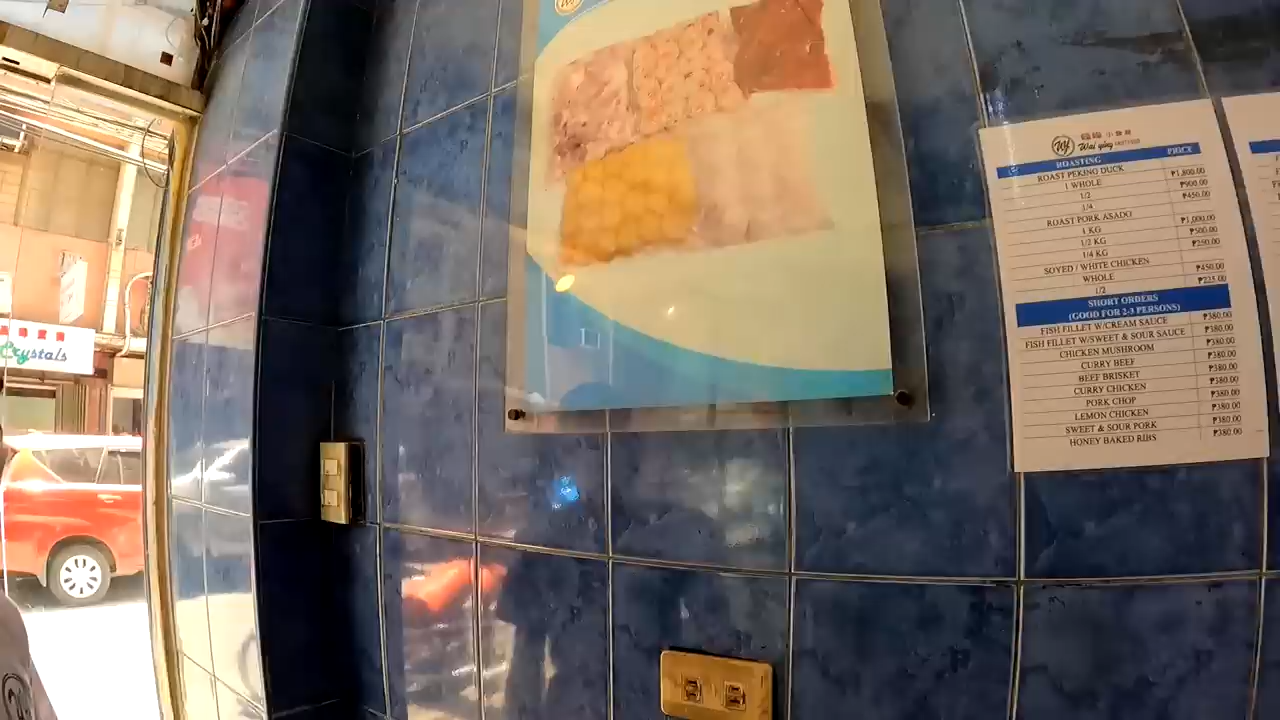 Crystals
Wy
Wai ying FASTFOOD
ROASTING PRICE
ROAST PEKING DUCK
1 WHOLE ₱1,800.00
1/2 ₱900.00
1/4 ₱450.00
ROAST PORK ASADO
1 KG ₱1,000.00
1/2 KG ₱500.00
1/4 KG ₱250.00
SOYED / WHITE CHICKEN
WHOLE ₱450.00
1/2 ₱225.00
SHORT ORDERS
(GOOD FOR 2-3 PERSONS)
FISH FILLET W/CREAM SAUCE ₱380.00
FISH FILLET W/SWEET & SOUR SAUCE ₱380.00
CHICKEN MUSHROOM ₱380.00
CURRY BEEF ₱380.00
BEEF BRISKET ₱380.00
CURRY CHICKEN ₱380.00
PORK CHOP ₱380.00
LEMON CHICKEN ₱380.00
SWEET & SOUR PORK ₱380.00
HONEY BAKED RIBS ₱380.00